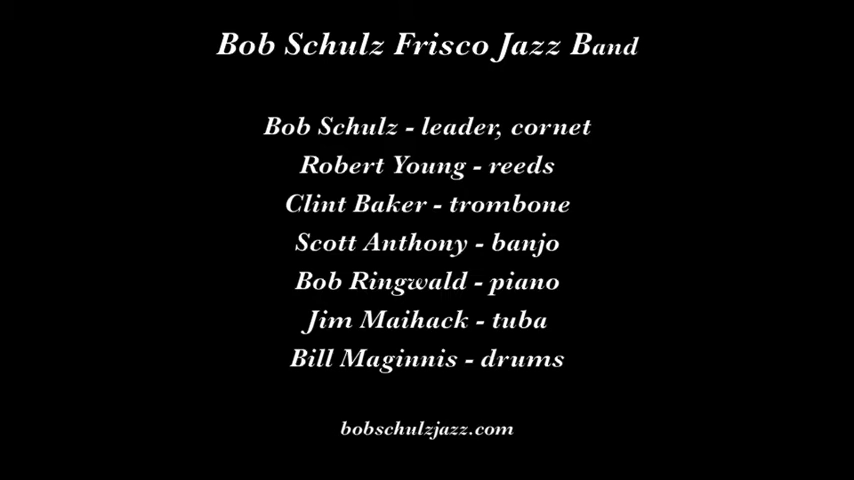 Bob Schulz Frisco Jazz Band
Bob Schulz - leader, cornet
Robert Young - reeds
Clint Baker - trombone
Scott Anthony - banjo
Bob Ringwald - piano
Jim Maihack - tuba
Bill Maginnis - drums
bobschulzjazz.com